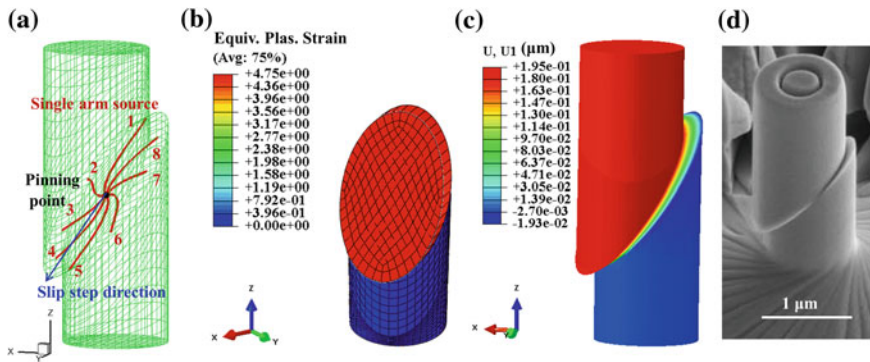 (a)
Single arm source
1
8
2
7
Pinning
point
3
6
4
5
Slip step direction
Z
Y
X
(b)
Equiv. Plas. Strain
(Avg: 75%)
+4.75e+00
+4.36e+00
+3.96e+00
+3.56e+00
+3.17e+00
+2.77e+00
+2.38e+00
+1.98e+00
+1.58e+00
+1.19e+00
+7.92e-01
+3.96e-01
+0.00e+00
Z
X
Y
(c)
U, U1 (μm)
+1.95e-01
+1.80e-01
+1.63e-01
+1.47e-01
+1.30e-01
+1.14e-01
+9.70e-02
+8.03e-02
+6.37e-02
+4.71e-02
+3.05e-02
+1.39e-02
-2.70e-03
-1.93e-02
Z
X
Y
(d)
1 μm